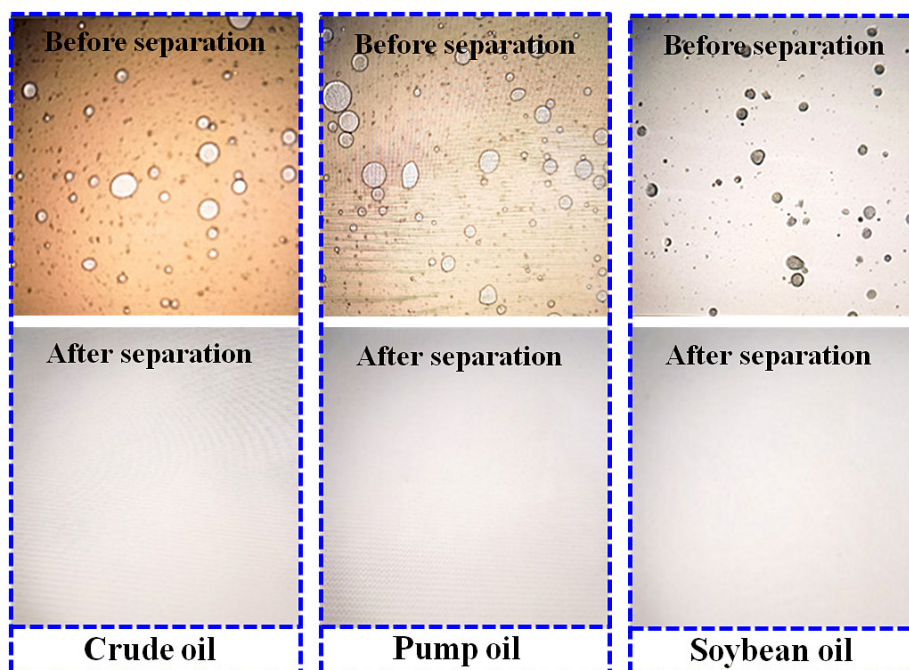 Before separation
Before separation
Before separation
After separation
After separation
After separation
Crude oil
Pump oil
Soybean oil